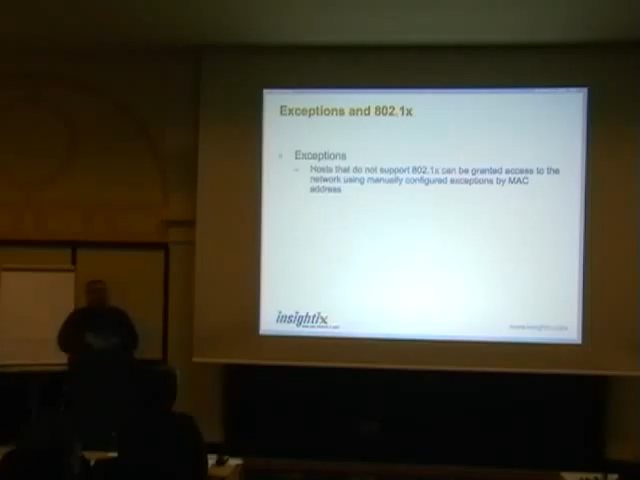 Exceptions and 802.1x
Exceptions
– Hosts that do not support 802.1x can be granted access to the
network using manually configured exceptions by MAC
address
insightix
www.insightix.com